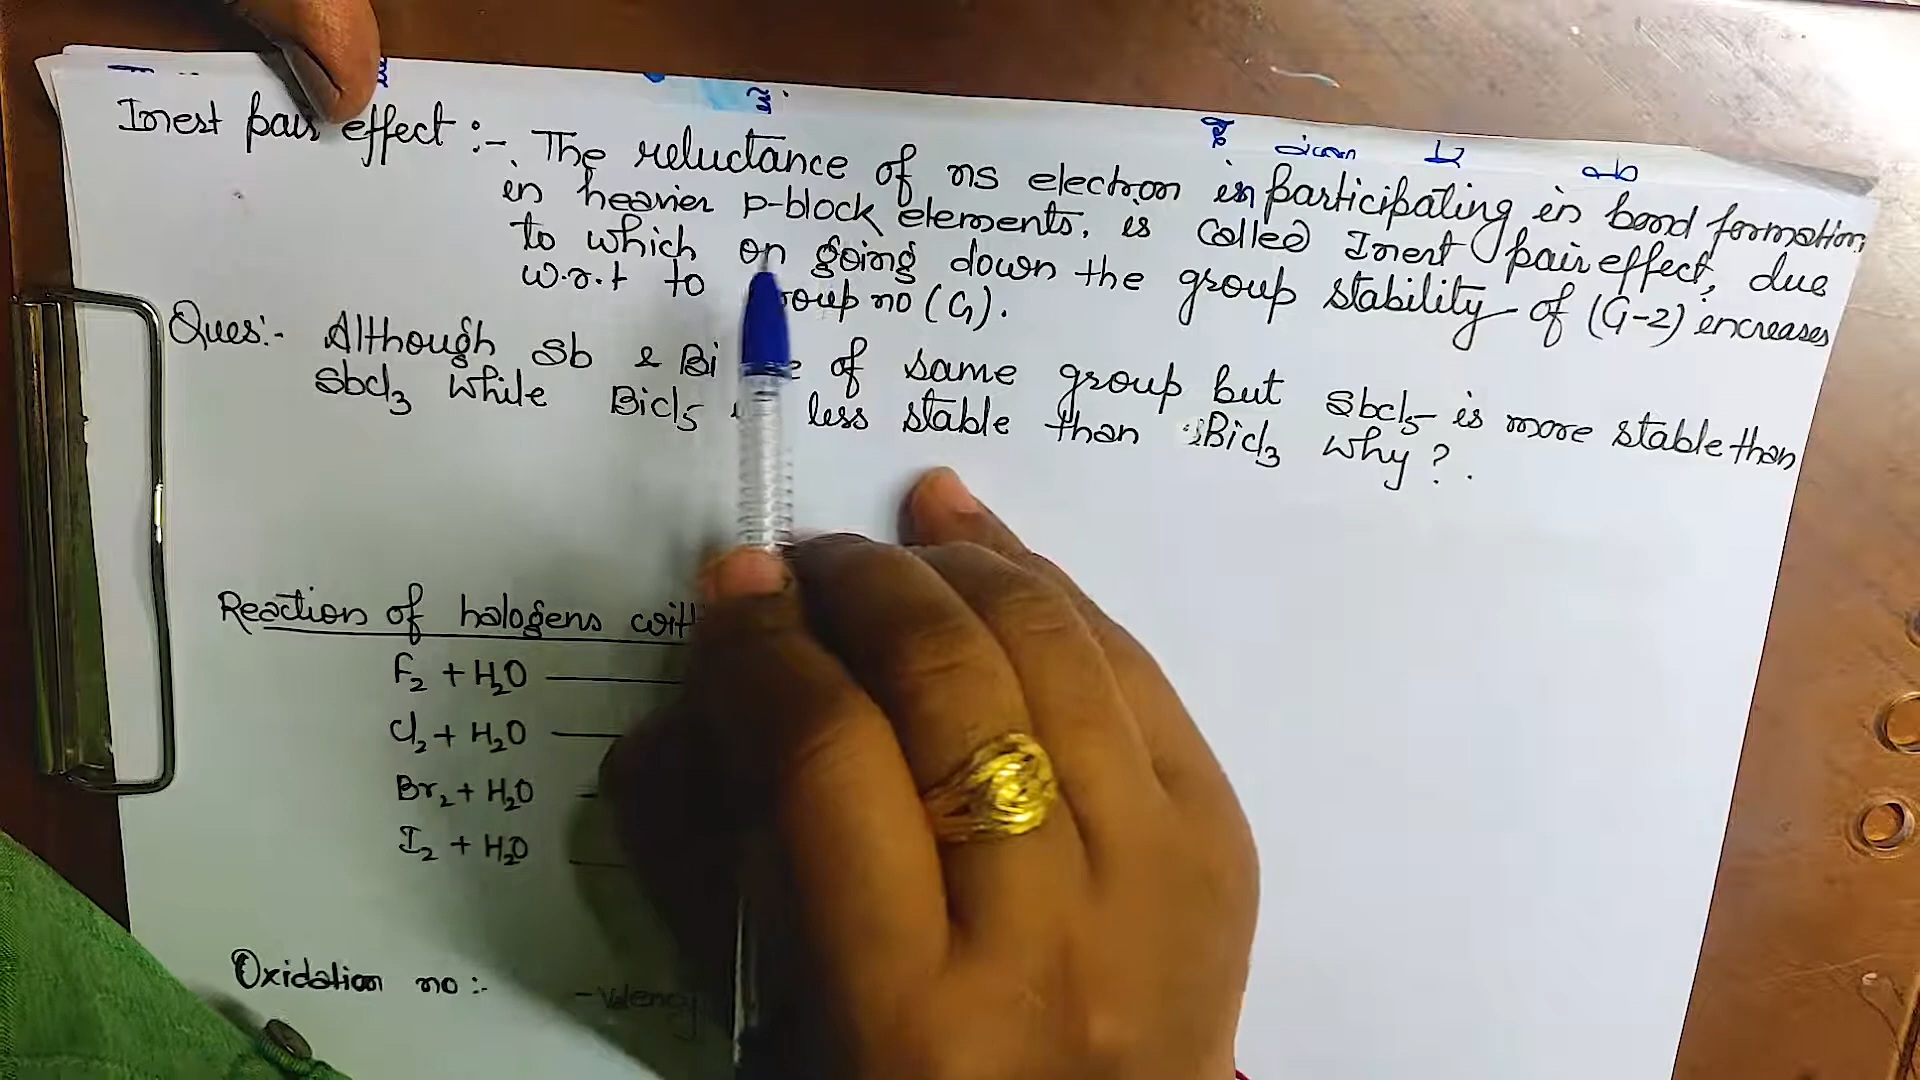 Inert pair effect :- The reluctance of ns electron in participating in bond formation
in heavier p-block elements, is called Inert pair effect, due
to which on going down the group stability of (G-2) increases
w.r.t to roup no (G).
Ques:- Although Sb & Bi of same group but SbCl5 is more stable than
SbCl3 while BiCl5 less stable than BiCl3 why ?.
Reaction of halogens with
F2 + H2O
Cl2 + H2O
Br2 + H2O
I2 + H2O
Oxidation no :- - Valency